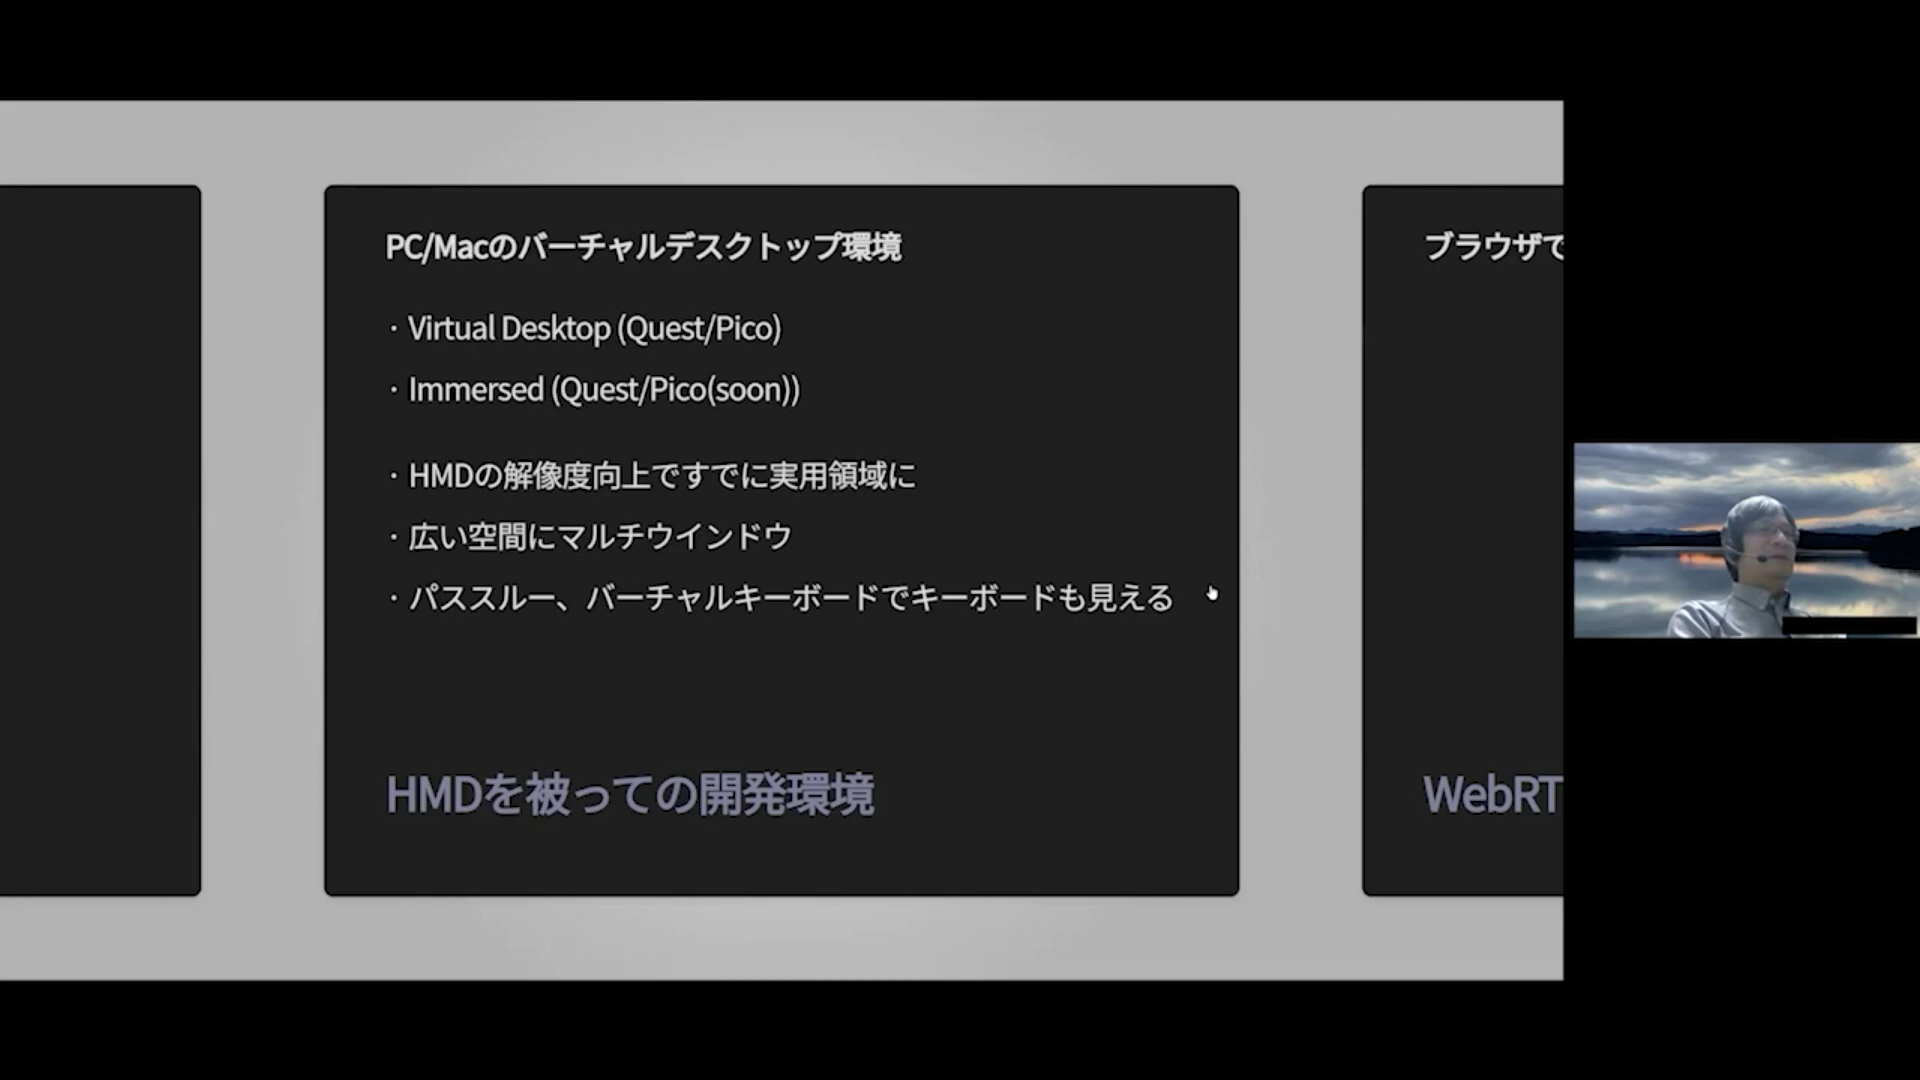 PC/Macのバーチャルデスクトップ環境
・Virtual Desktop (Quest/Pico)
・Immersed (Quest/Pico(soon))
・HMDの解像度向上ですでに実用領域に
・広い空間にマルチウインドウ
・パススルー、バーチャルキーボードでキーボードも見える
HMDを被っての開発環境
ブラウザで
WebRT